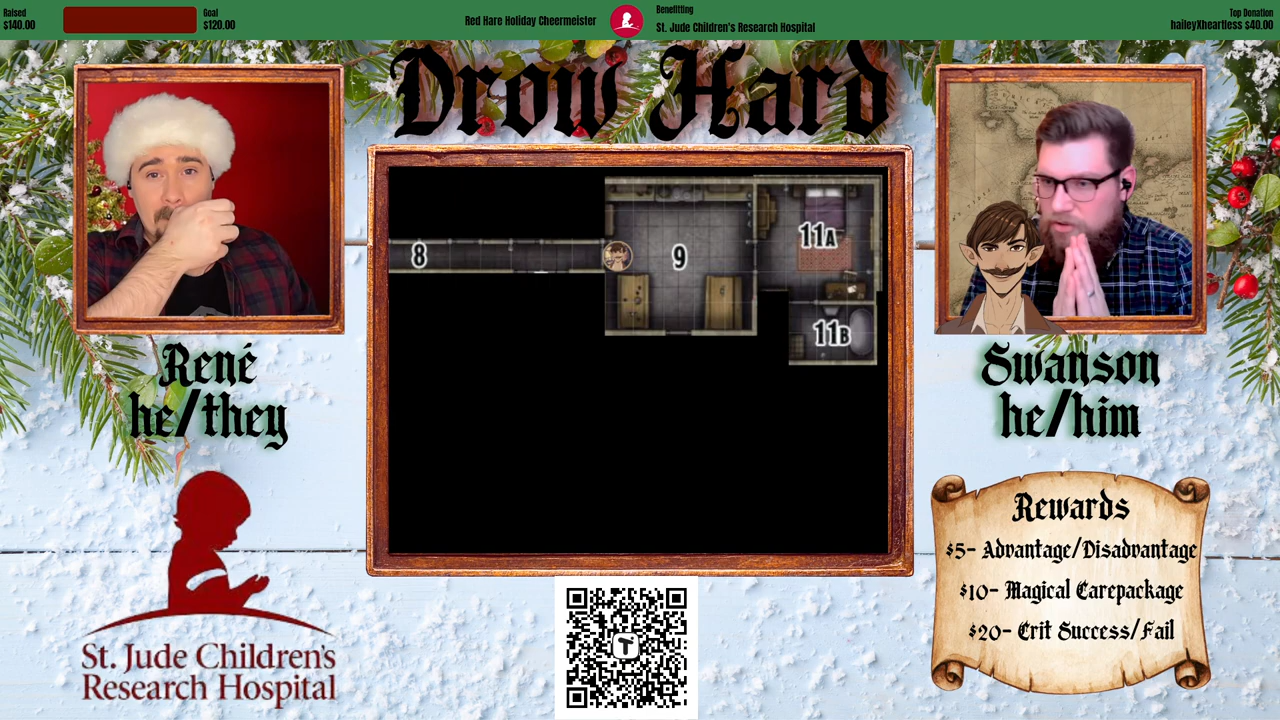 Raised
$140.00
Goal
$120.00
Red Hare Holiday Cheermeister
Benefitting
St. Jude Children's Research Hospital
Top Donation
haileyXheartless $40.00
Drow Hard
8
9
11A
11B
René
he/they
Swanson
he/him
St. Jude Children's
Research Hospital
Rewards
$5- Advantage/Disadvantage
$10- Magical Carepackage
$20- Crit Success/Fail